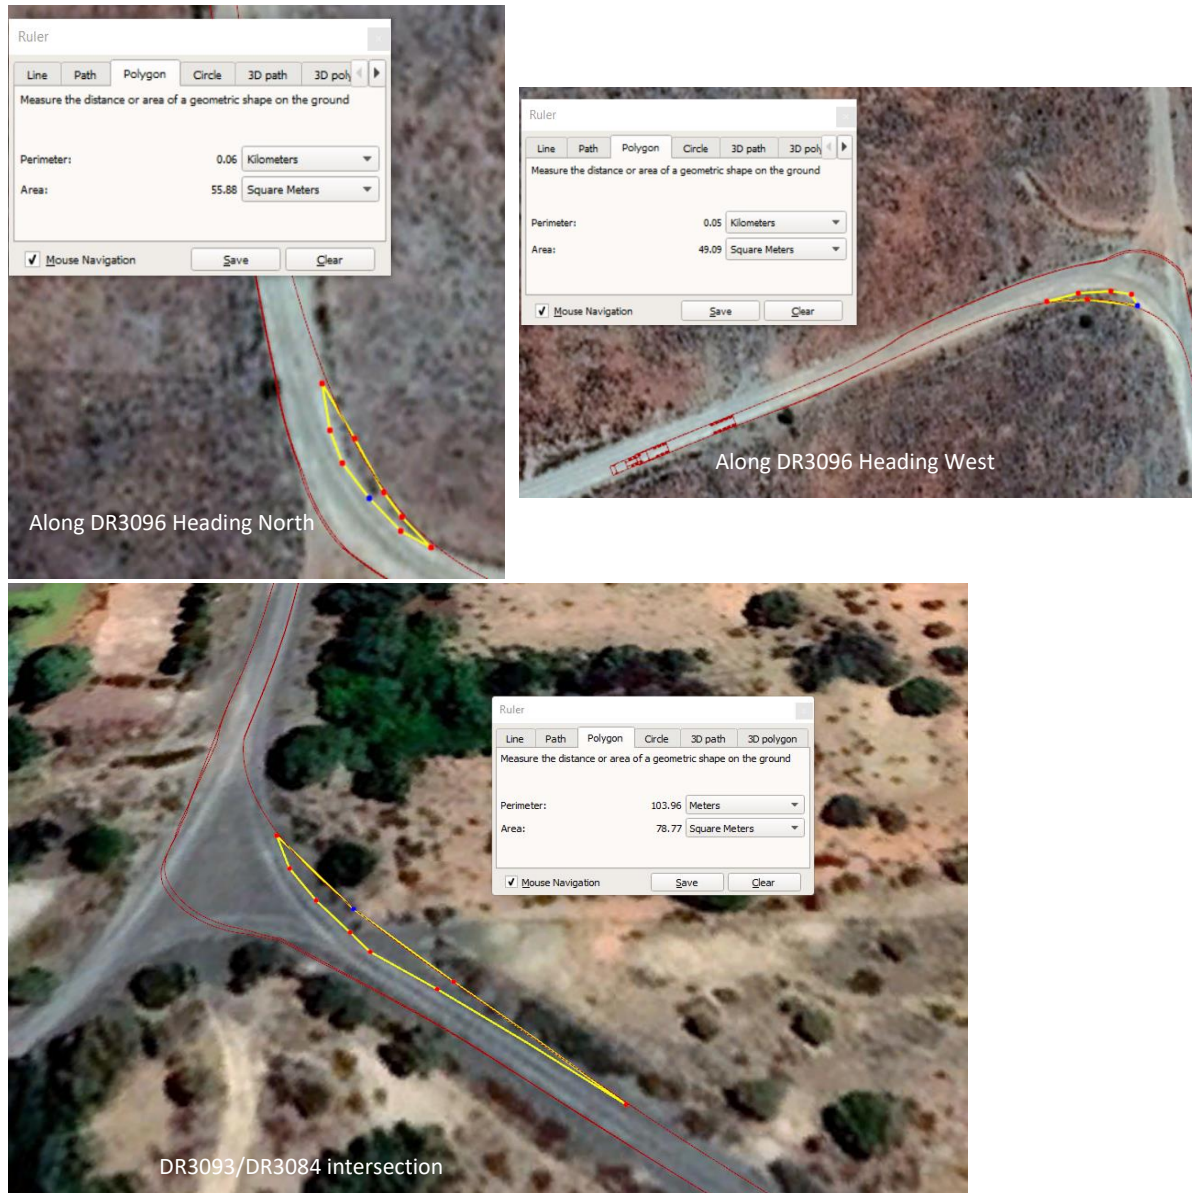 Ruler
Line Path Polygon Circle 3D path 3D poly
Measure the distance or area of a geometric shape on the ground
Perimeter: 0.06 Kilometers
Area: 55.88 Square Meters
Mouse Navigation Save Clear
Along DR3096 Heading North
Ruler
Line Path Polygon Circle 3D path 3D poly
Measure the distance or area of a geometric shape on the ground
Perimeter: 0.05 Kilometers
Area: 49.09 Square Meters
Mouse Navigation Save Clear
Along DR3096 Heading West
Ruler
Line Path Polygon Circle 3D path 3D polygon
Measure the distance or area of a geometric shape on the ground
Perimeter: 103.96 Meters
Area: 78.77 Square Meters
Mouse Navigation Save Clear
DR3093/DR3084 intersection